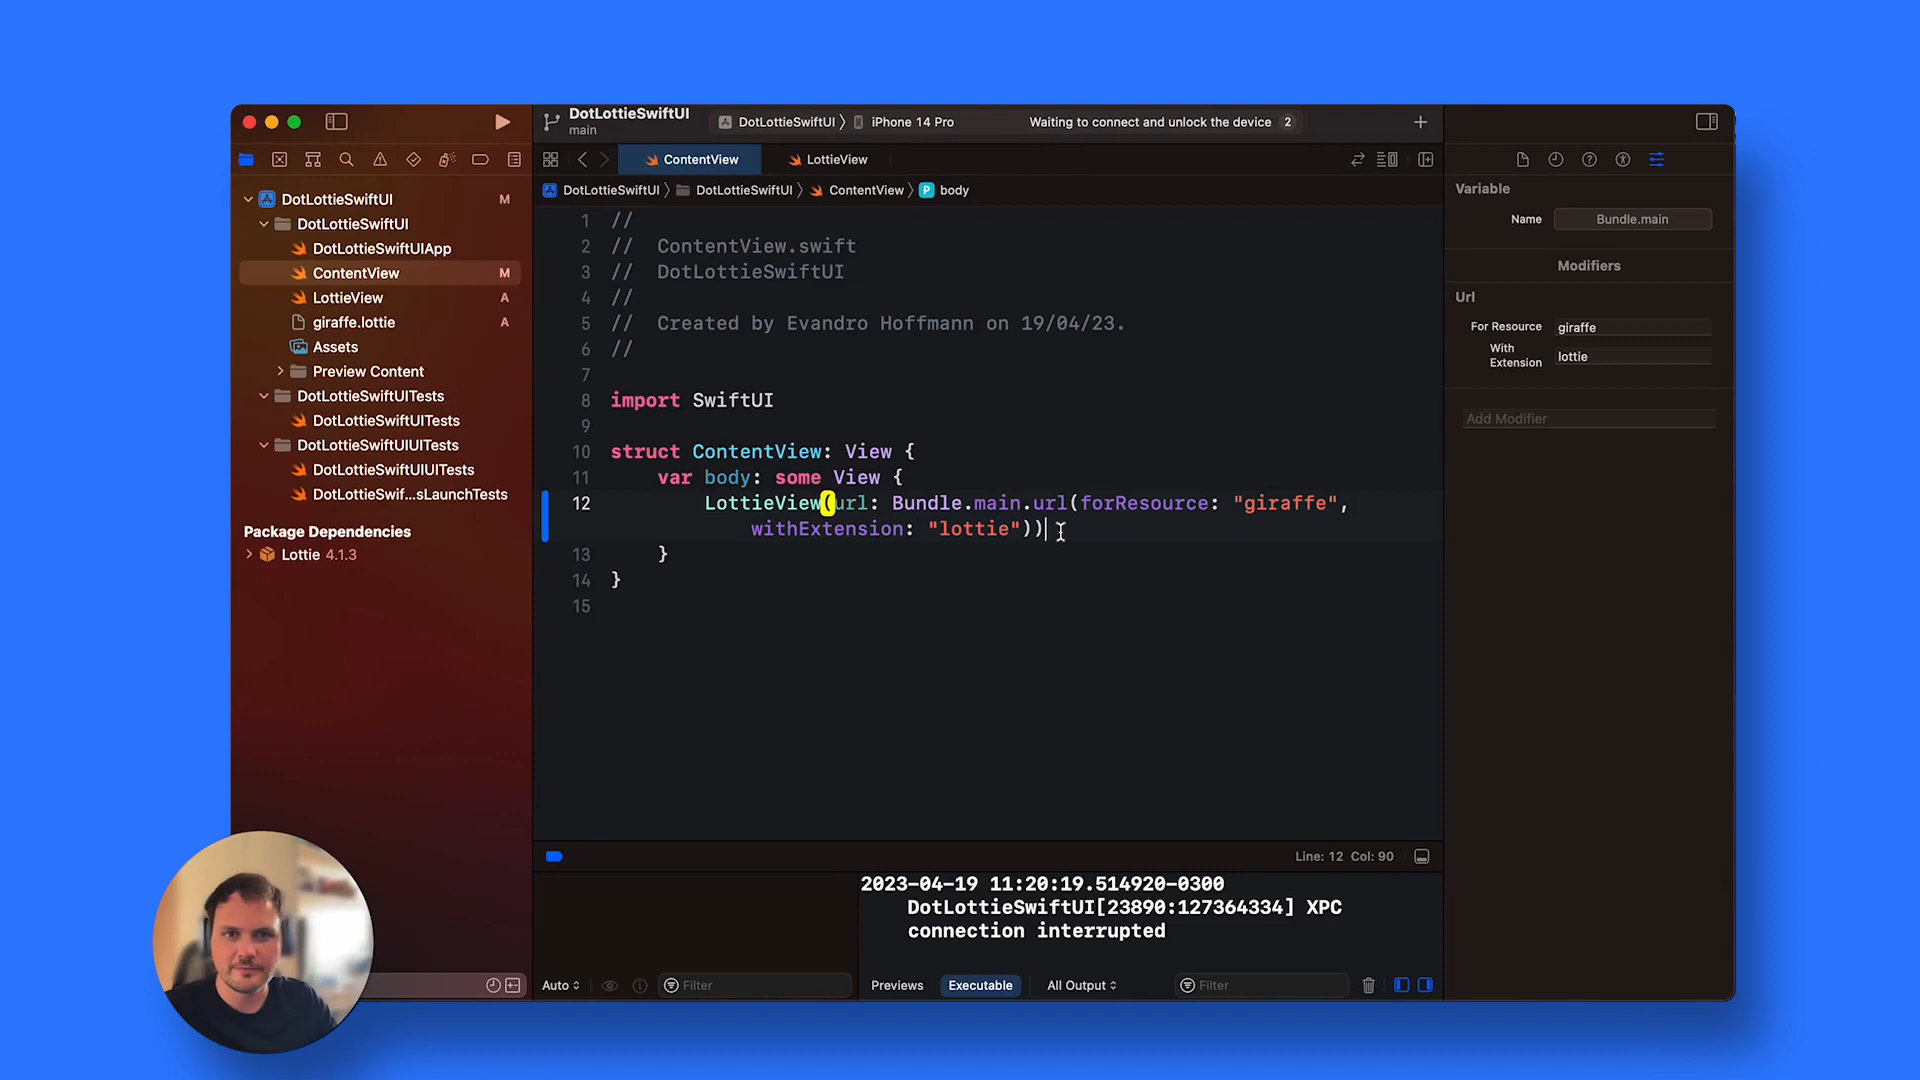 DotLottieSwiftUI
main
DotLottieSwiftUI
iPhone 14 Pro
Waiting to connect and unlock the device 2
ContentView
LottieView
DotLottieSwiftUI
DotLottieSwiftUI
ContentView
P body
DotLottieSwiftUI M
DotLottieSwiftUI
DotLottieSwiftUIApp
ContentView M
LottieView A
giraffe.lottie A
Assets
Preview Content
DotLottieSwiftUITests
DotLottieSwiftUITests
DotLottieSwiftUIUITests
DotLottieSwiftUIUITests
DotLottieSwif...sLaunchTests
Package Dependencies
Lottie 4.1.3
1 //
2 //  ContentView.swift
3 //  DotLottieSwiftUI
4 //
5 //  Created by Evandro Hoffmann on 19/04/23.
6 //
7
8 import SwiftUI
9
10 struct ContentView: View {
11     var body: some View {
12         LottieView(url: Bundle.main.url(forResource: "giraffe",
withExtension: "lottie"))
13     }
14 }
15
Line: 12 Col: 90
2023-04-19 11:20:19.514920-0300
DotLottieSwiftUI[23890:127364334] XPC
connection interrupted
Auto
Filter
Previews
Executable
All Output
Filter
Variable
Name Bundle.main
Modifiers
Url
For Resource giraffe
With
Extension lottie
Add Modifier